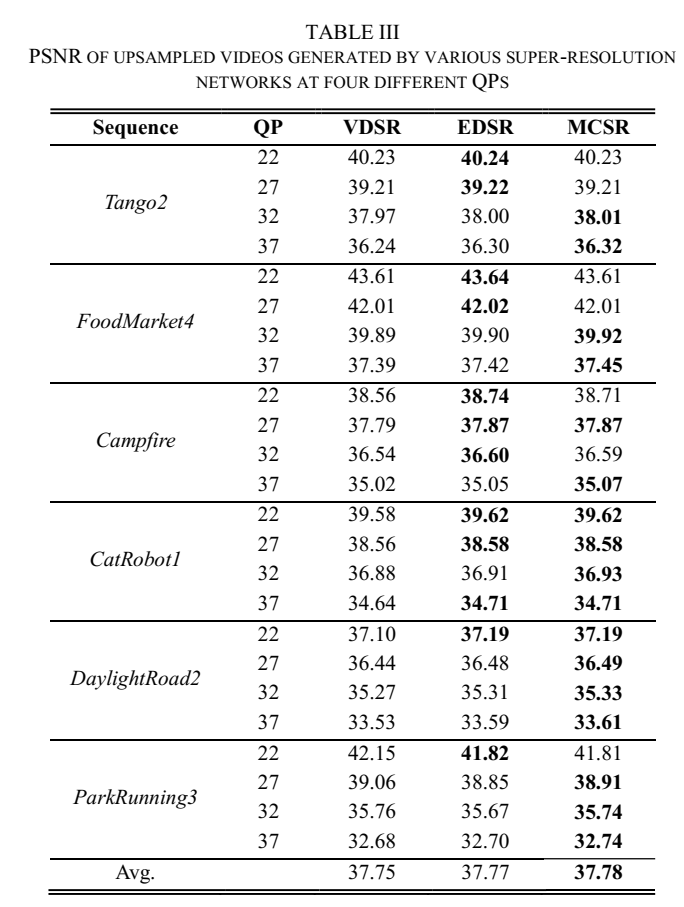 TABLE III
PSNR OF UPSAMPLED VIDEOS GENERATED BY VARIOUS SUPER-RESOLUTION
NETWORKS AT FOUR DIFFERENT QPS
Sequence QP VDSR EDSR MCSR
Tango2
22 40.23 40.24 40.23
27 39.21 39.22 39.21
32 37.97 38.00 38.01
37 36.24 36.30 36.32
FoodMarket4
22 43.61 43.64 43.61
27 42.01 42.02 42.01
32 39.89 39.90 39.92
37 37.39 37.42 37.45
Campfire
22 38.56 38.74 38.71
27 37.79 37.87 37.87
32 36.54 36.60 36.59
37 35.02 35.05 35.07
CatRobot1
22 39.58 39.62 39.62
27 38.56 38.58 38.58
32 36.88 36.91 36.93
37 34.64 34.71 34.71
DaylightRoad2
22 37.10 37.19 37.19
27 36.44 36.48 36.49
32 35.27 35.31 35.33
37 33.53 33.59 33.61
ParkRunning3
22 42.15 41.82 41.81
27 39.06 38.85 38.91
32 35.76 35.67 35.74
37 32.68 32.70 32.74
Avg. 37.75 37.77 37.78